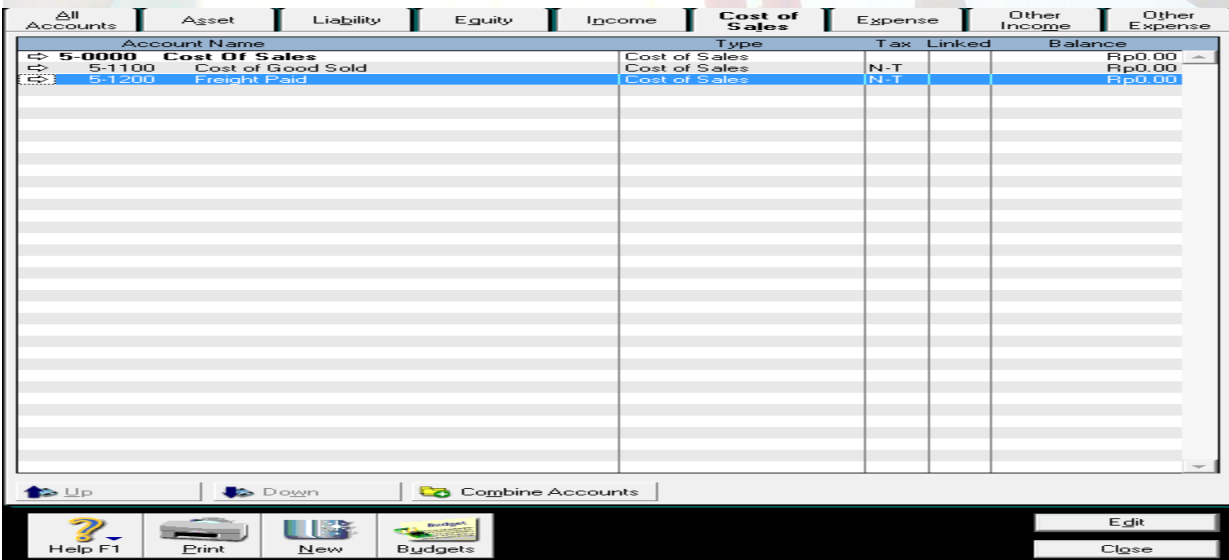 All Accounts Asset Liability Equity Income Cost of Sales Expense Other Income Other Expense
Account Name Type Tax Linked Balance
5-0000 Cost Of Sales Cost of Sales Rp0.00
5-1100 Cost of Good Sold Cost of Sales N-T Rp0.00
5-1200 Freight Paid Cost of Sales N-T Rp0.00
Up Down Combine Accounts
Budget
Help F1 Print New Budgets
Edit
Close